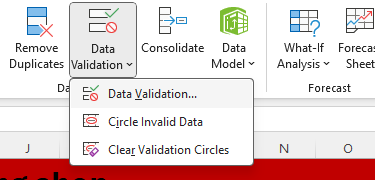 Remove Duplicates
Data Validation
Consolidate
Data Model
What-If Analysis
Forecast Sheet
Data Validation...
Circle Invalid Data
Clear Validation Circles
Forecast
J
N
O